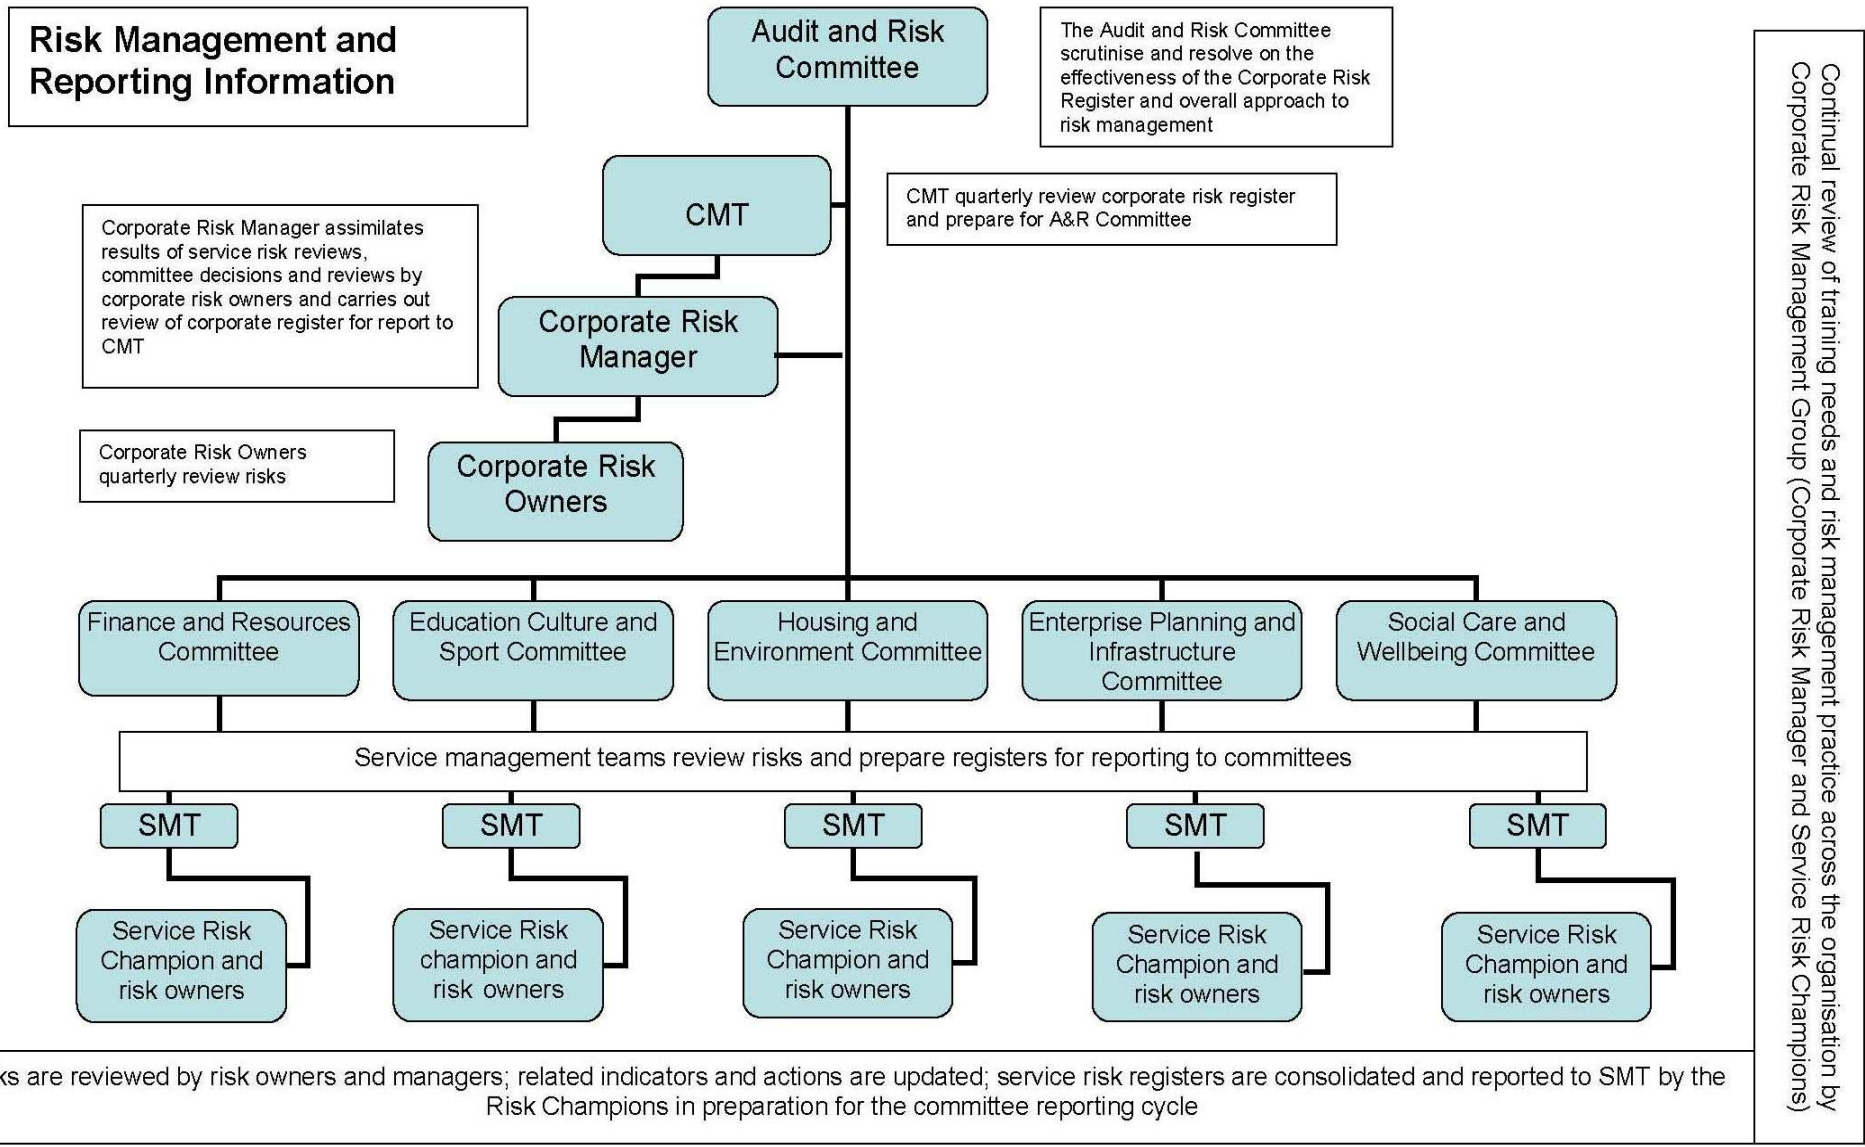 Risk Management and
Reporting Information
Audit and Risk
Committee
The Audit and Risk Committee
scrutinise and resolve on the
effectiveness of the Corporate Risk
Register and overall approach to
risk management
CMT
CMT quarterly review corporate risk register
and prepare for A&R Committee
Corporate Risk Manager assimilates
results of service risk reviews,
committee decisions and reviews by
corporate risk owners and carries out
review of corporate register for report to
CMT
Corporate Risk
Manager
Corporate Risk Owners
quarterly review risks
Corporate Risk
Owners
Finance and Resources
Committee
Education Culture and
Sport Committee
Housing and
Environment Committee
Enterprise Planning and
Infrastructure
Committee
Social Care and
Wellbeing Committee
Service management teams review risks and prepare registers for reporting to committees
SMT
SMT
SMT
SMT
SMT
Service Risk
Champion and
risk owners
Service Risk
champion and
risk owners
Service Risk
Champion and
risk owners
Service Risk
Champion and
risk owners
Service Risk
Champion and
risk owners
are reviewed by risk owners and managers; related indicators and actions are updated; service risk registers are consolidated and reported to SMT by the
Risk Champions in preparation for the committee reporting cycle
Continual review of training needs and risk management practice across the organisation by
Corporate Risk Management Group (Corporate Risk Manager and Service Risk Champions)